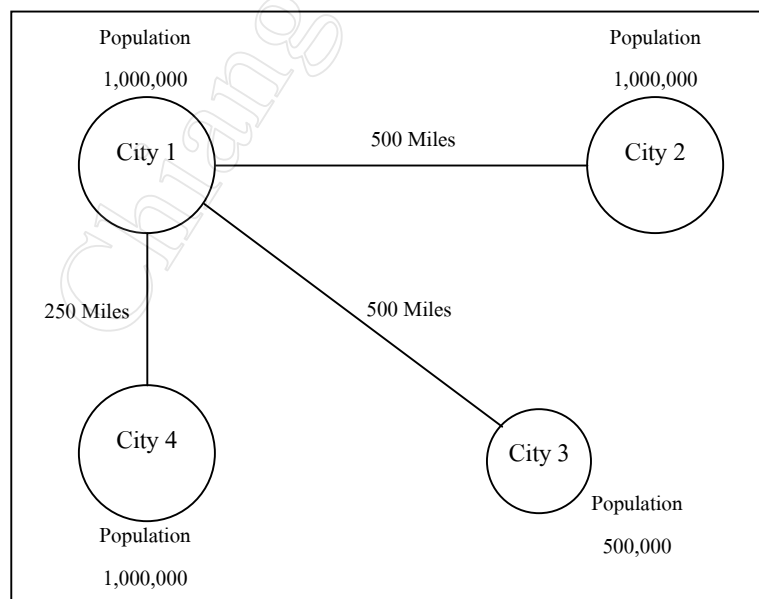 Population
1,000,000
City 1
Population
1,000,000
City 2
500 Miles
250 Miles
500 Miles
City 4
Population
1,000,000
City 3
Population
500,000
Chiang